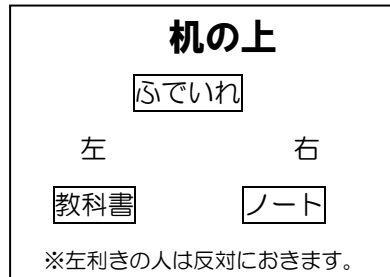 机の上
ふでいれ
左 右
教科書 ノート
※左利きの人は反対におきます。